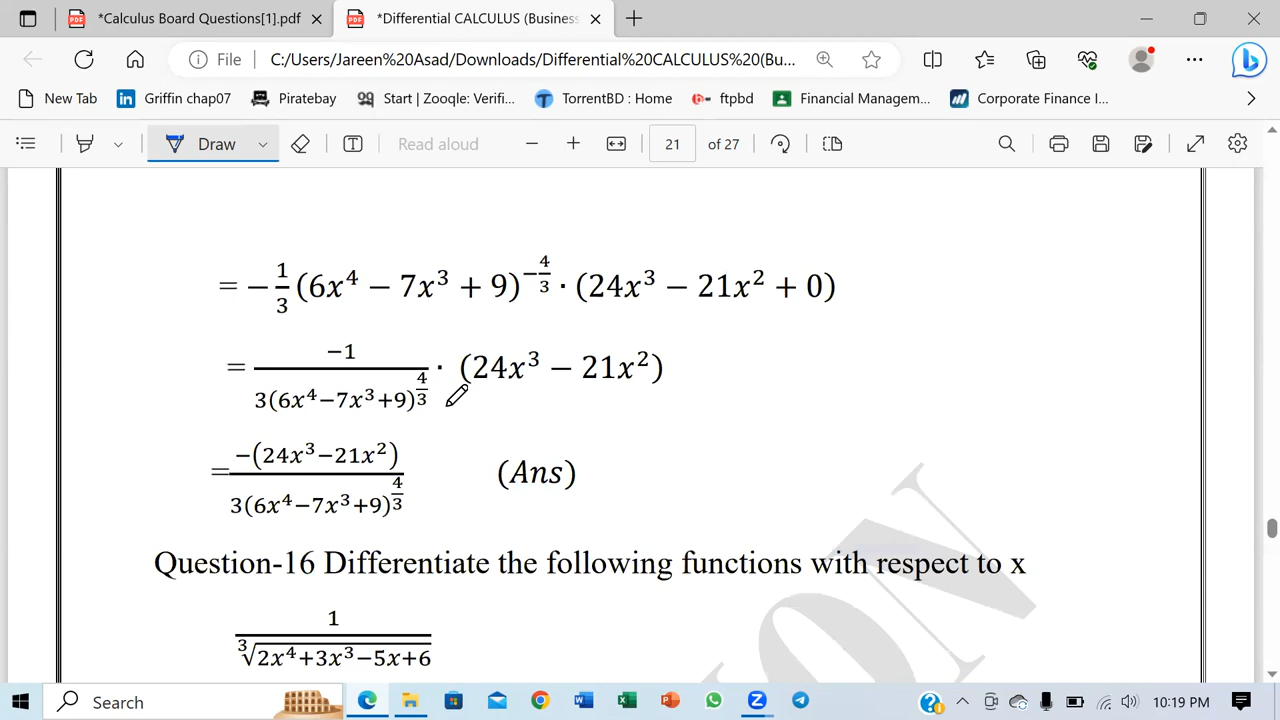 *Calculus Board Questions[1].pdf
*Differential CALCULUS (Business
File C:/Users/Jareen%20Asad/Downloads/Differential%20CALCULUS%20(Bu...
New Tab Griffin chap07 Piratebay Start | Zooqle: Verifi... TorrentBD : Home ftpbd Financial Managem... Corporate Finance I...
Draw Read aloud 21 of 27
= −1/3 (6x⁴ − 7x³ + 9)^(−4/3) · (24x³ − 21x² + 0)
= −1 / 3(6x⁴−7x³+9)^(4/3) · (24x³ − 21x²)
= −(24x³−21x²) / 3(6x⁴−7x³+9)^(4/3) (Ans)
Question-16 Differentiate the following functions with respect to x
1 / ∛(2x⁴+3x³−5x+6)
Search 10:19 PM